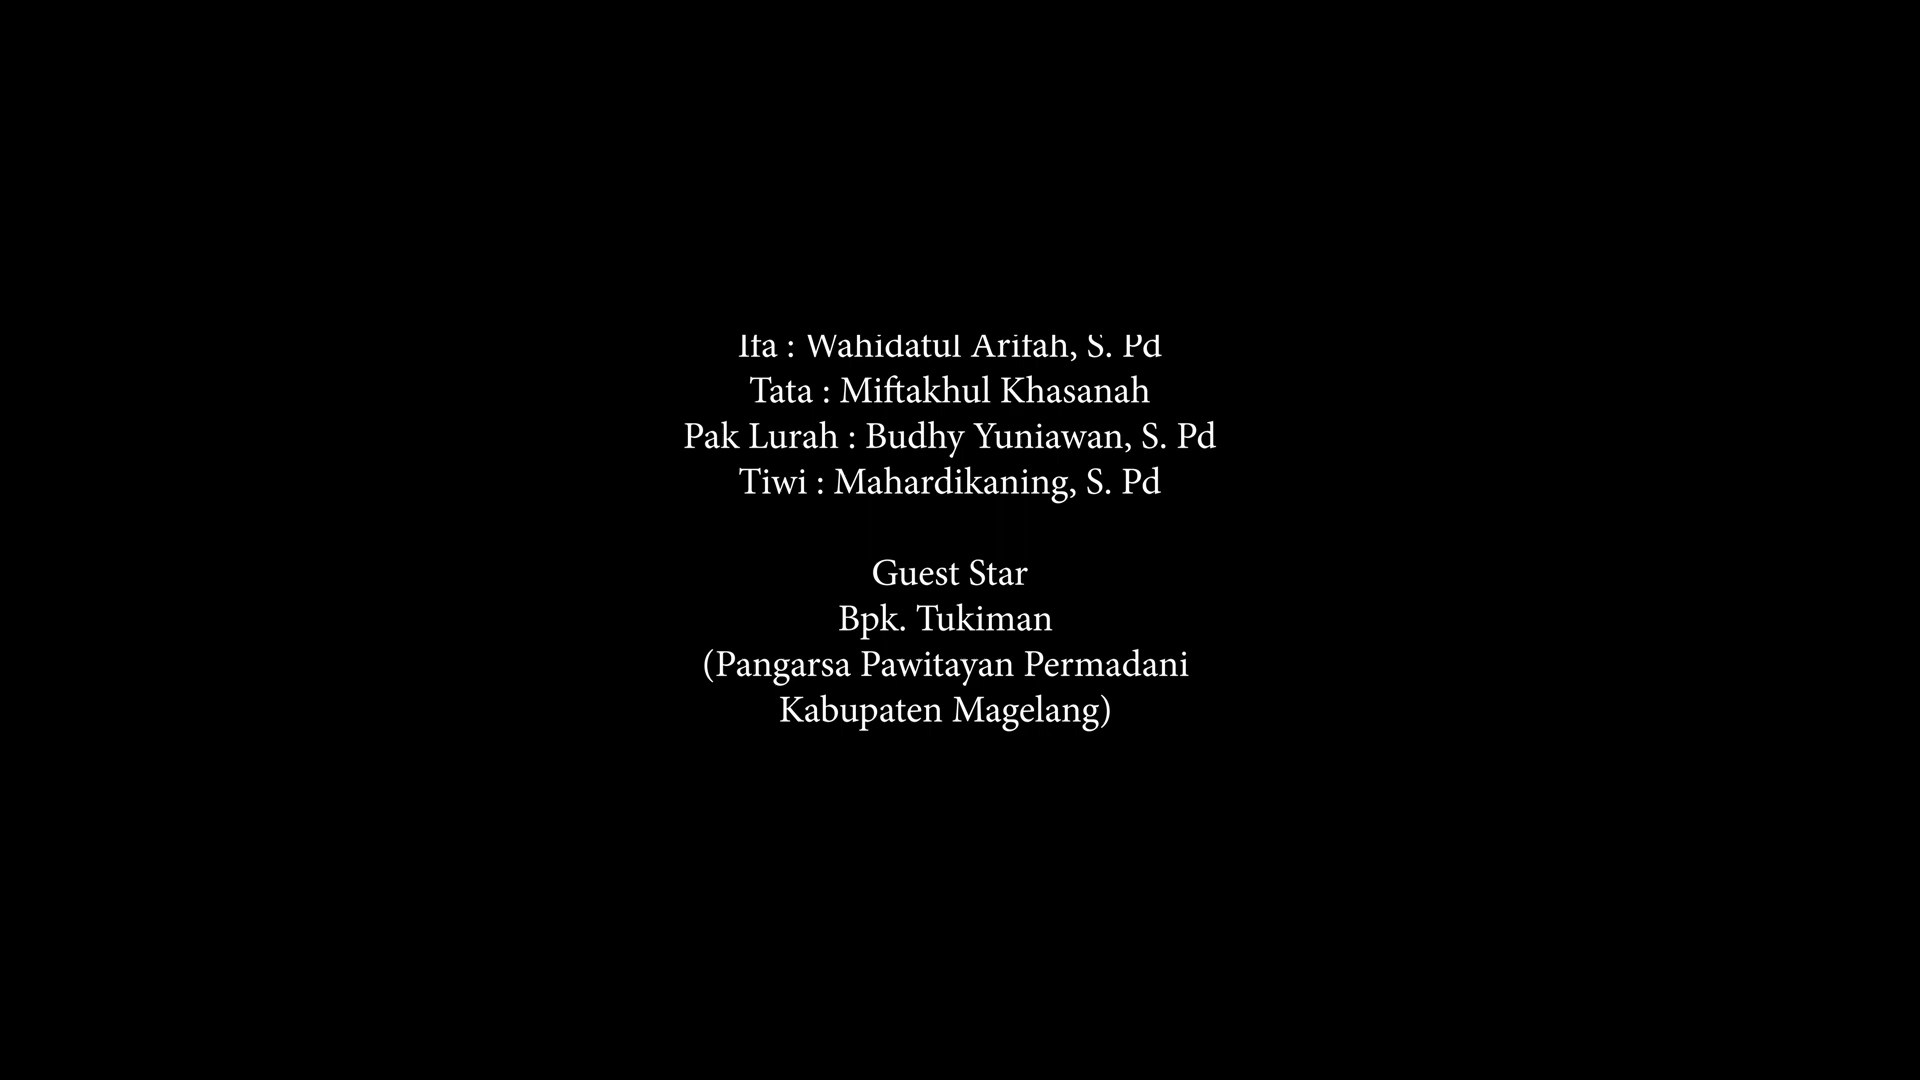 Ifa : Wahidatul Arifah, S. Pd
Tata : Miftakhul Khasanah
Pak Lurah : Budhy Yuniawan, S. Pd
Tiwi : Mahardikaning, S. Pd
Guest Star
Bpk. Tukiman
(Pangarsa Pawitayan Permadani
Kabupaten Magelang)